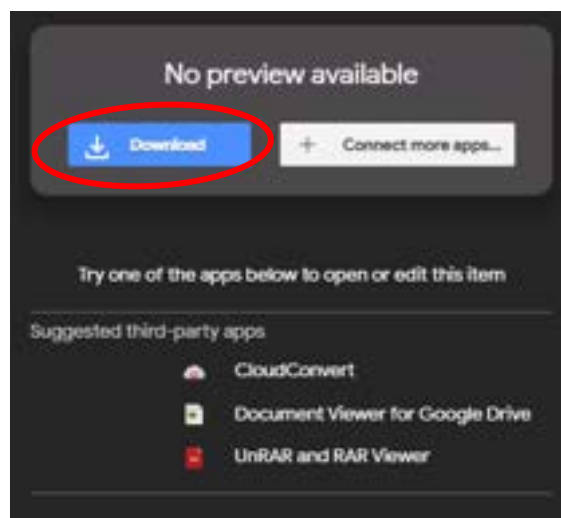 No preview available
Download
+ Connect more apps...
Try one of the apps below to open or edit this item
Suggested third-party apps
CloudConvert
Document Viewer for Google Drive
UnRAR and RAR Viewer